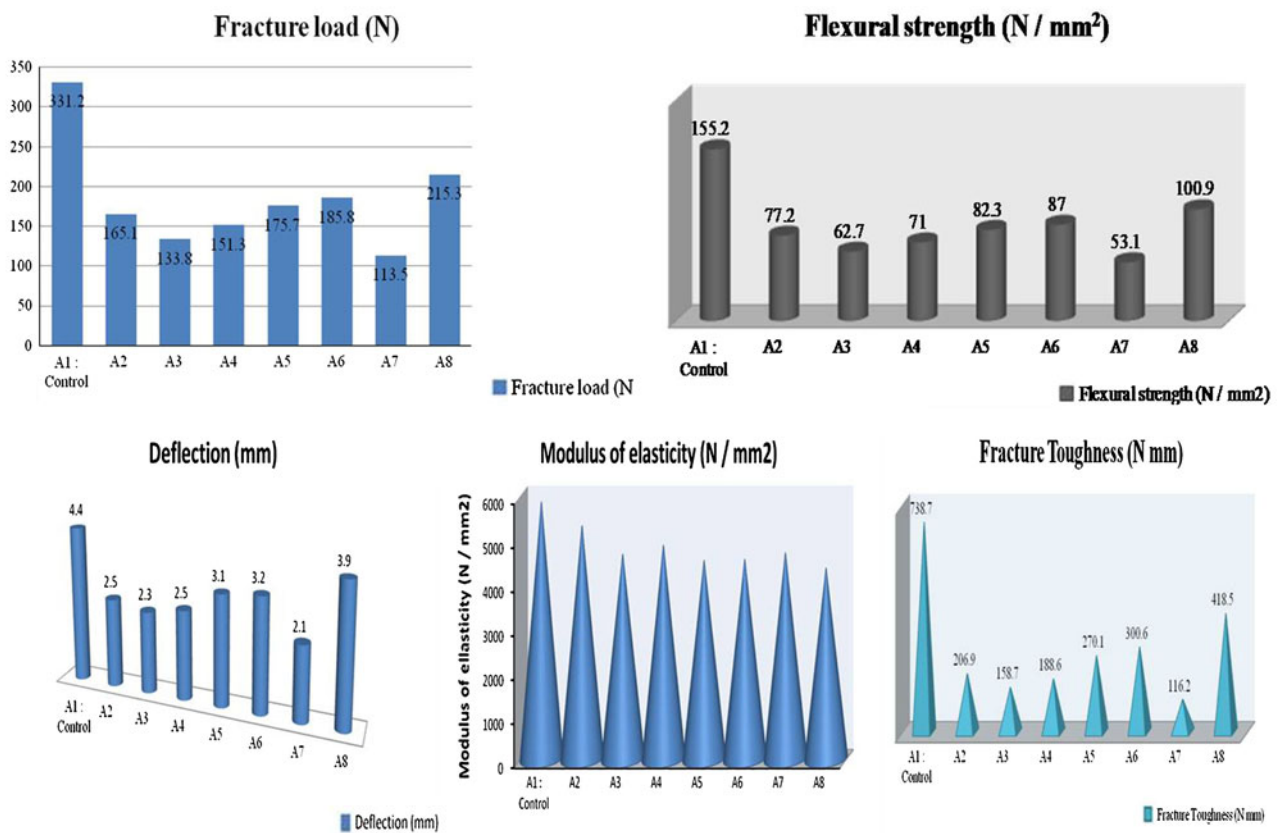 Fracture load (N)
350
300
250
200
150
100
50
0
331.2
165.1
133.8
151.3
175.7
185.8
113.5
215.3
A1 :
Control
A2
A3
A4
A5
A6
A7
A8
Fracture load (N
Flexural strength (N / mm²)
155.2
77.2
62.7
71
82.3
87
53.1
100.9
A1 :
Control
A2
A3
A4
A5
A6
A7
A8
Flexural strength (N / mm2)
Deflection (mm)
4.4
2.5
2.3
2.5
3.1
3.2
2.1
3.9
A1 :
Control
A2
A3
A4
A5
A6
A7
A8
Deflection (mm)
Modulus of elasticity (N / mm2)
Modulus of ellasticity (N / mm2)
6000
5000
4000
3000
2000
1000
0
A1 :
Control
A2
A3
A4
A5
A6
A7
A8
Fracture Toughness (N mm)
738.7
206.9
158.7
188.6
270.1
300.6
116.2
418.5
A1 :
Control
A2
A3
A4
A5
A6
A7
A8
Fracture Toughness (N mm)